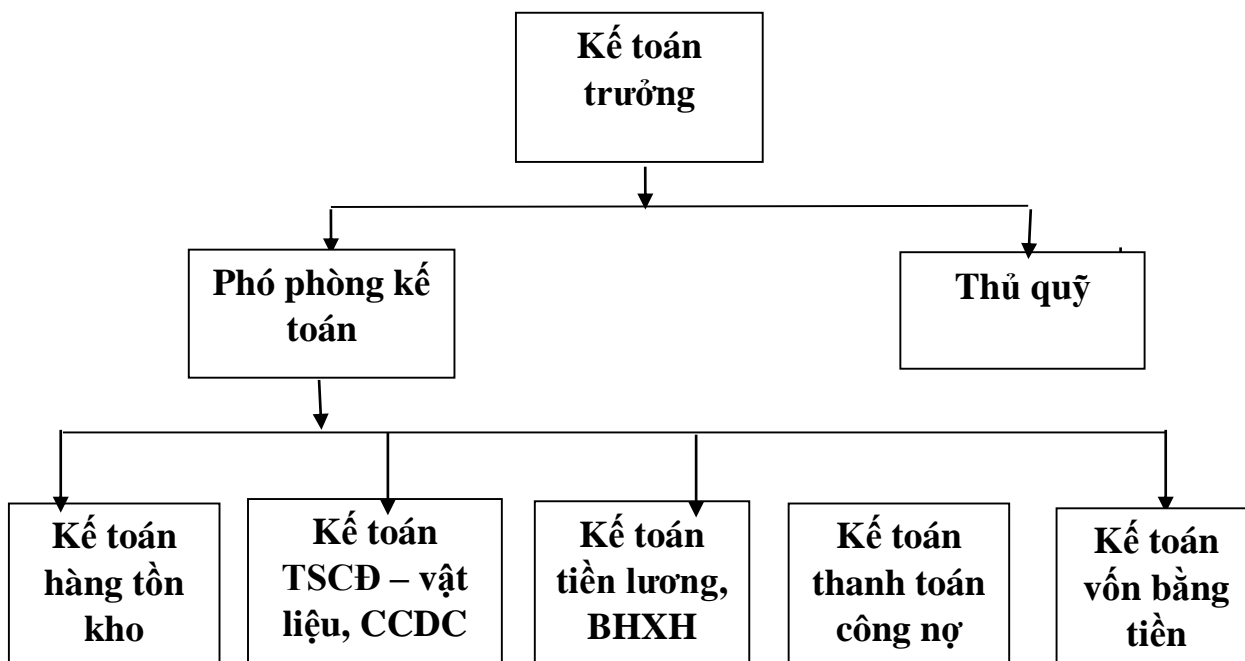 Kế toán
trưởng
Phó phòng kế
toán
Thủ quỹ
Kế toán
hàng tồn
kho
Kế toán
TSCĐ – vật
liệu, CCDC
Kế toán
tiền lương,
BHXH
Kế toán
thanh toán
công nợ
Kế toán
vốn bằng
tiền